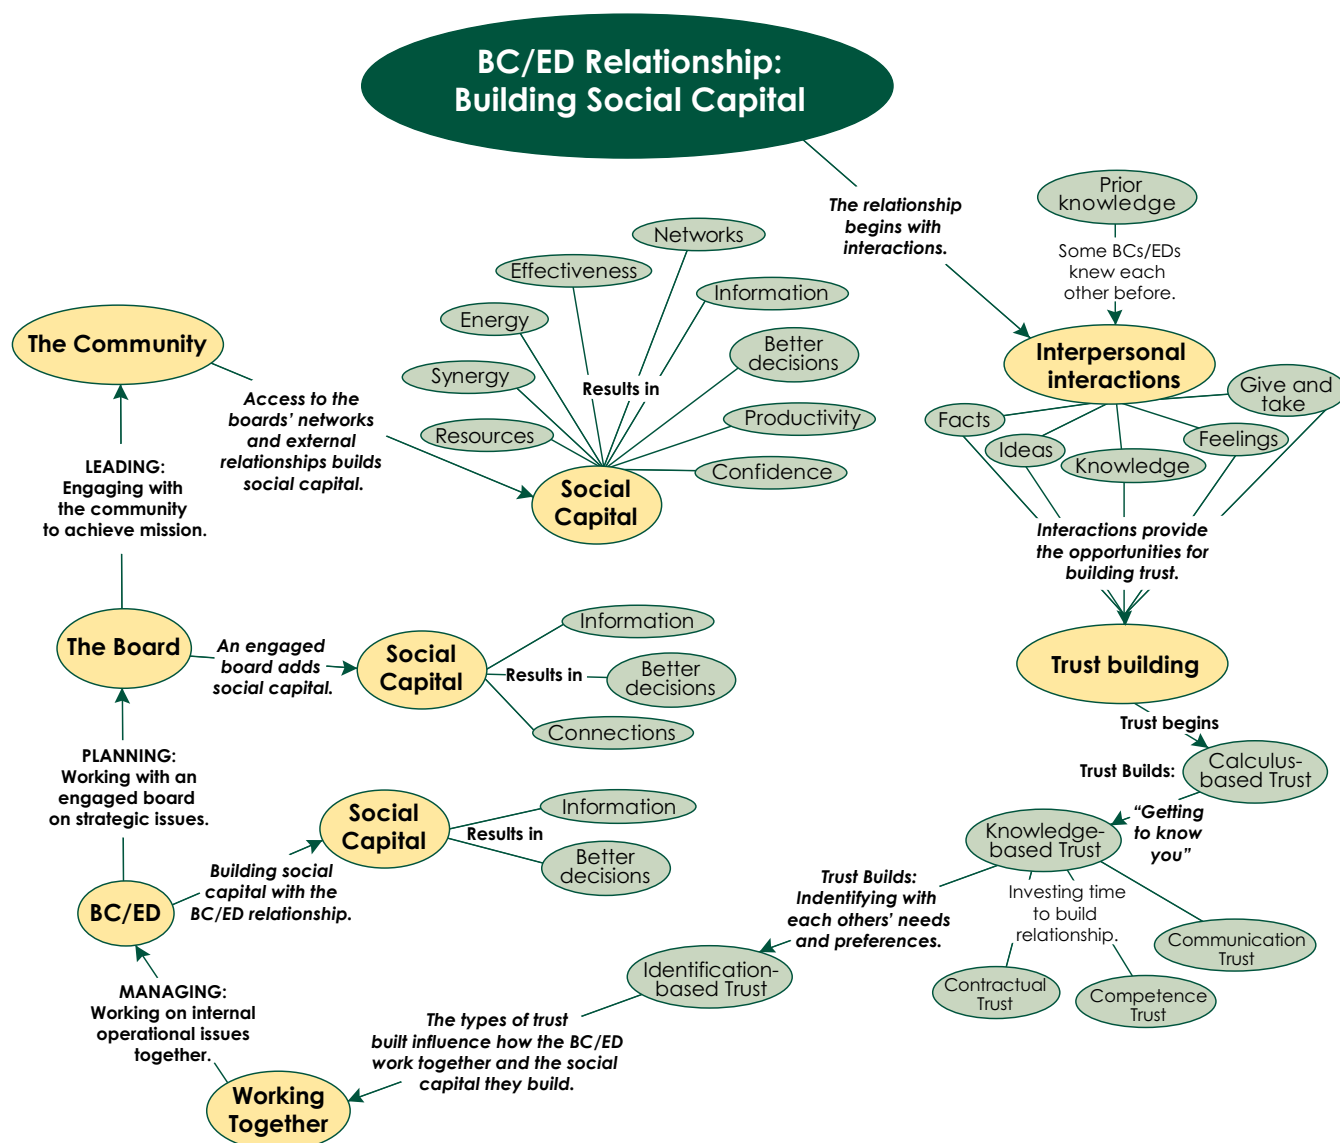 BC/ED Relationship:
Building Social Capital
The relationship
begins with
interactions.
Prior
knowledge
Some BCs/EDs
knew each
other before.
Interpersonal
interactions
Facts
Ideas
Knowledge
Feelings
Give and
take
Interactions provide
the opportunities for
building trust.
Trust building
Trust begins
Calculus-
based Trust
Trust Builds:
“Getting
to know
you”
Knowledge-
based Trust
Investing time
to build
relationship.
Contractual
Trust
Competence
Trust
Communication
Trust
Trust Builds:
Indentifying with
each others’ needs
and preferences.
Identification-
based Trust
The types of trust
built influence how the BC/ED
work together and the social
capital they build.
Working
Together
MANAGING:
Working on internal
operational issues
together.
BC/ED
Building social
capital with the
BC/ED relationship.
Social
Capital
Results in
Information
Better
decisions
PLANNING:
Working with an
engaged board
on strategic issues.
The Board
An engaged
board adds
social capital.
Social
Capital
Results in
Information
Better
decisions
Connections
LEADING:
Engaging with
the community
to achieve mission.
The Community
Access to the
boards’ networks
and external
relationships builds
social capital.
Social
Capital
Results in
Resources
Synergy
Energy
Effectiveness
Networks
Information
Better
decisions
Productivity
Confidence